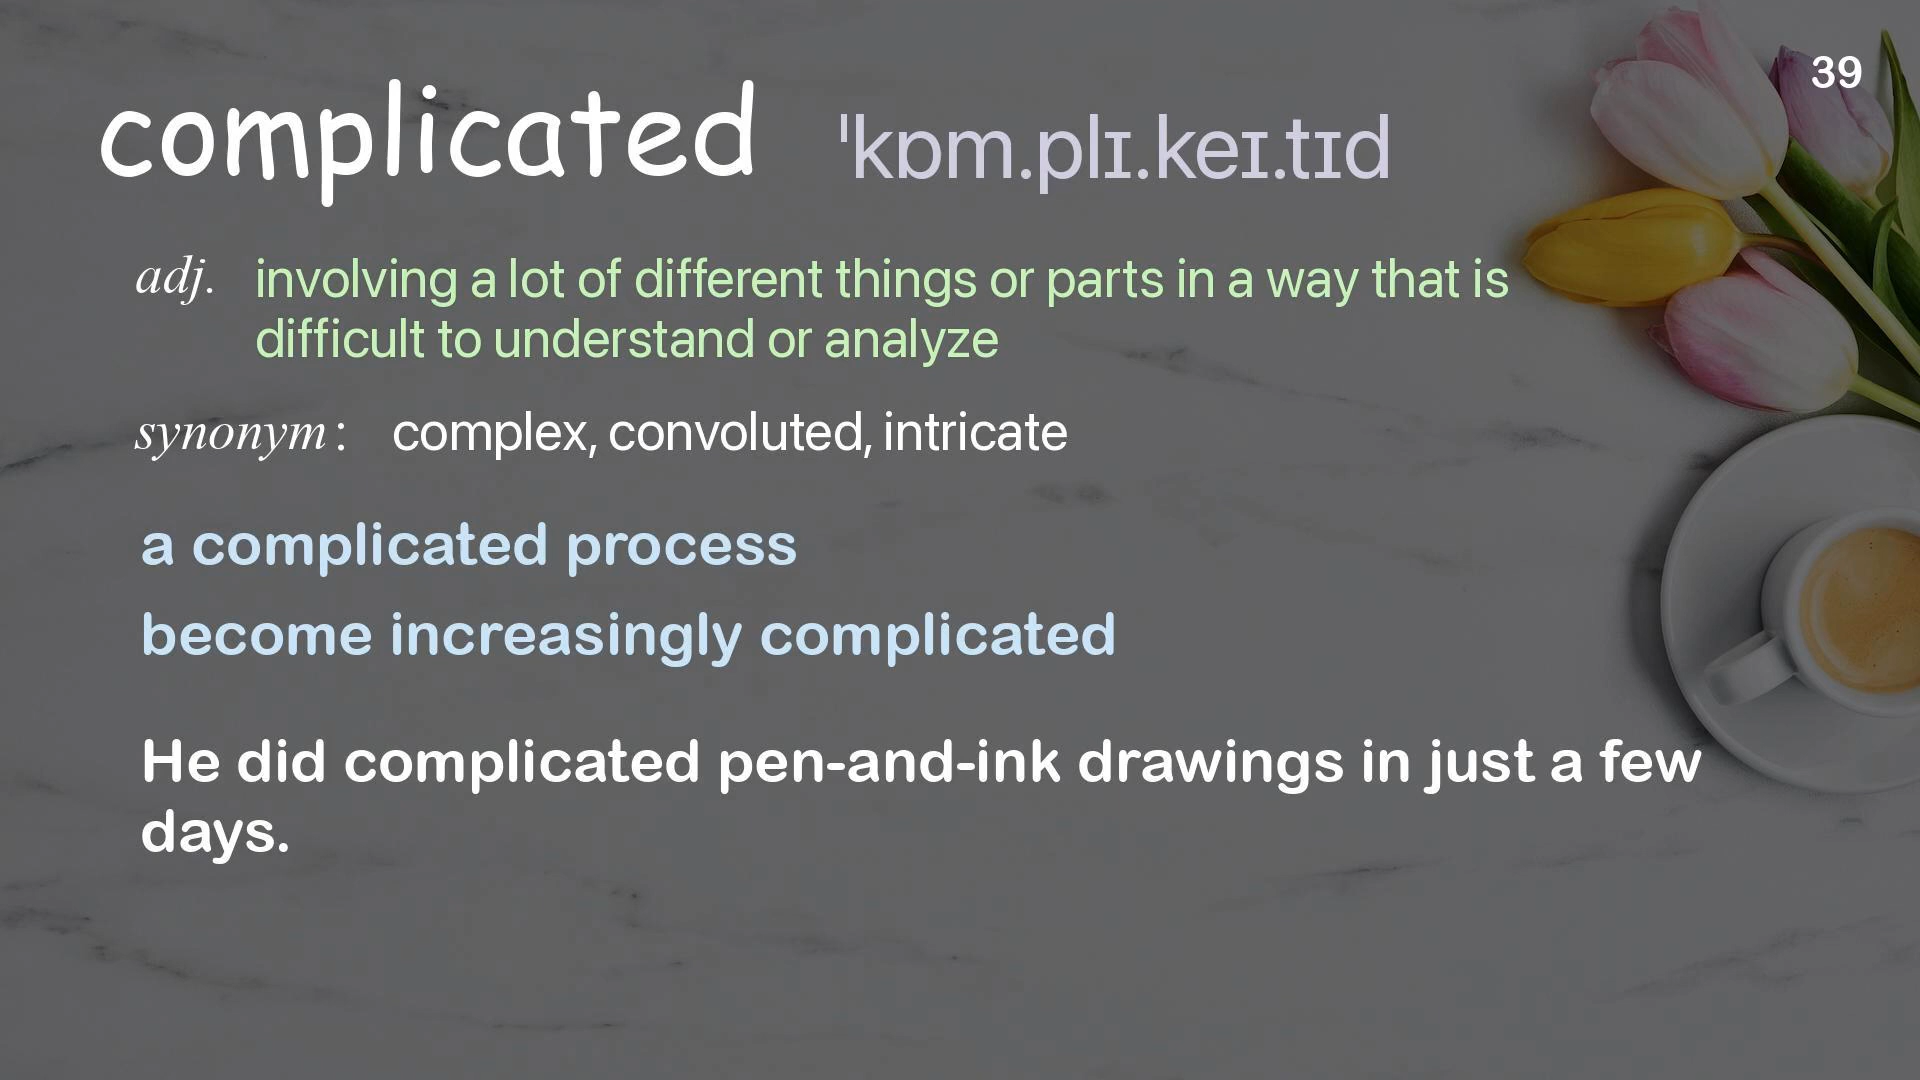 39
complicated ˈkɒm.plɪ.keɪ.tɪd
adj. involving a lot of different things or parts in a way that is
difficult to understand or analyze
synonym : complex, convoluted, intricate
a complicated process
become increasingly complicated
He did complicated pen-and-ink drawings in just a few
days.